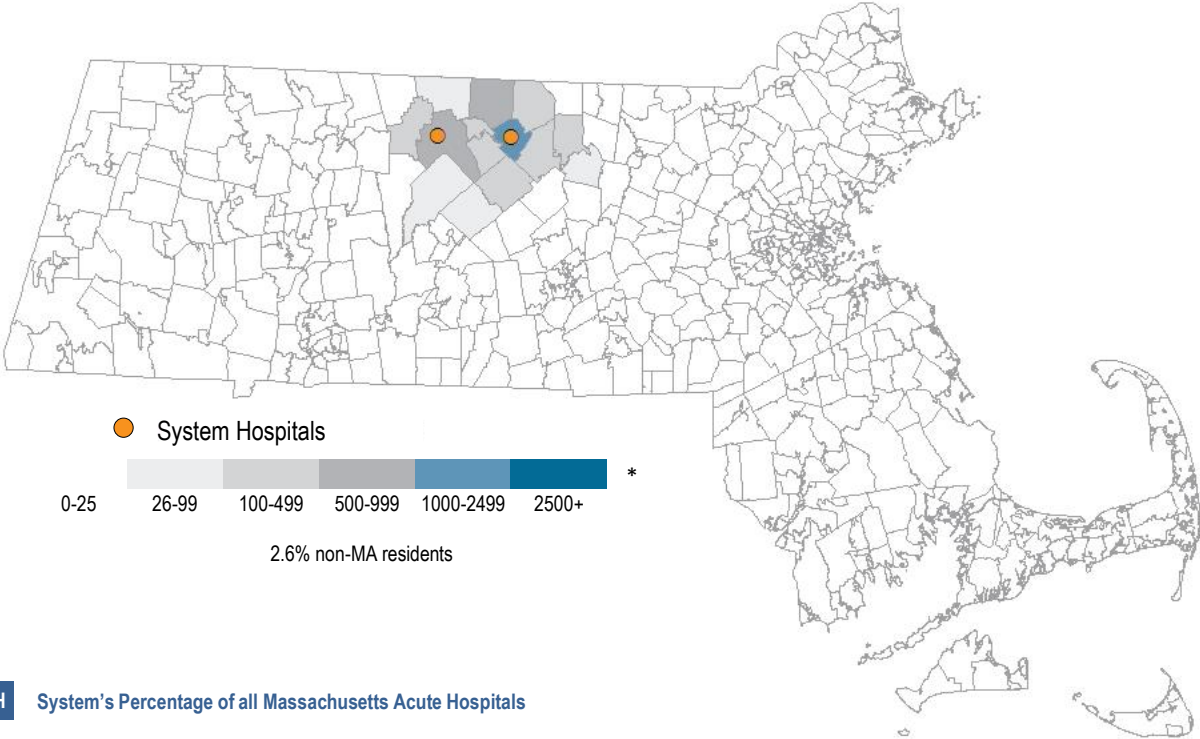 System Hospitals
*
0-25 26-99 100-499 500-999 1000-2499 2500+
2.6% non-MA residents
H System's Percentage of all Massachusetts Acute Hospitals